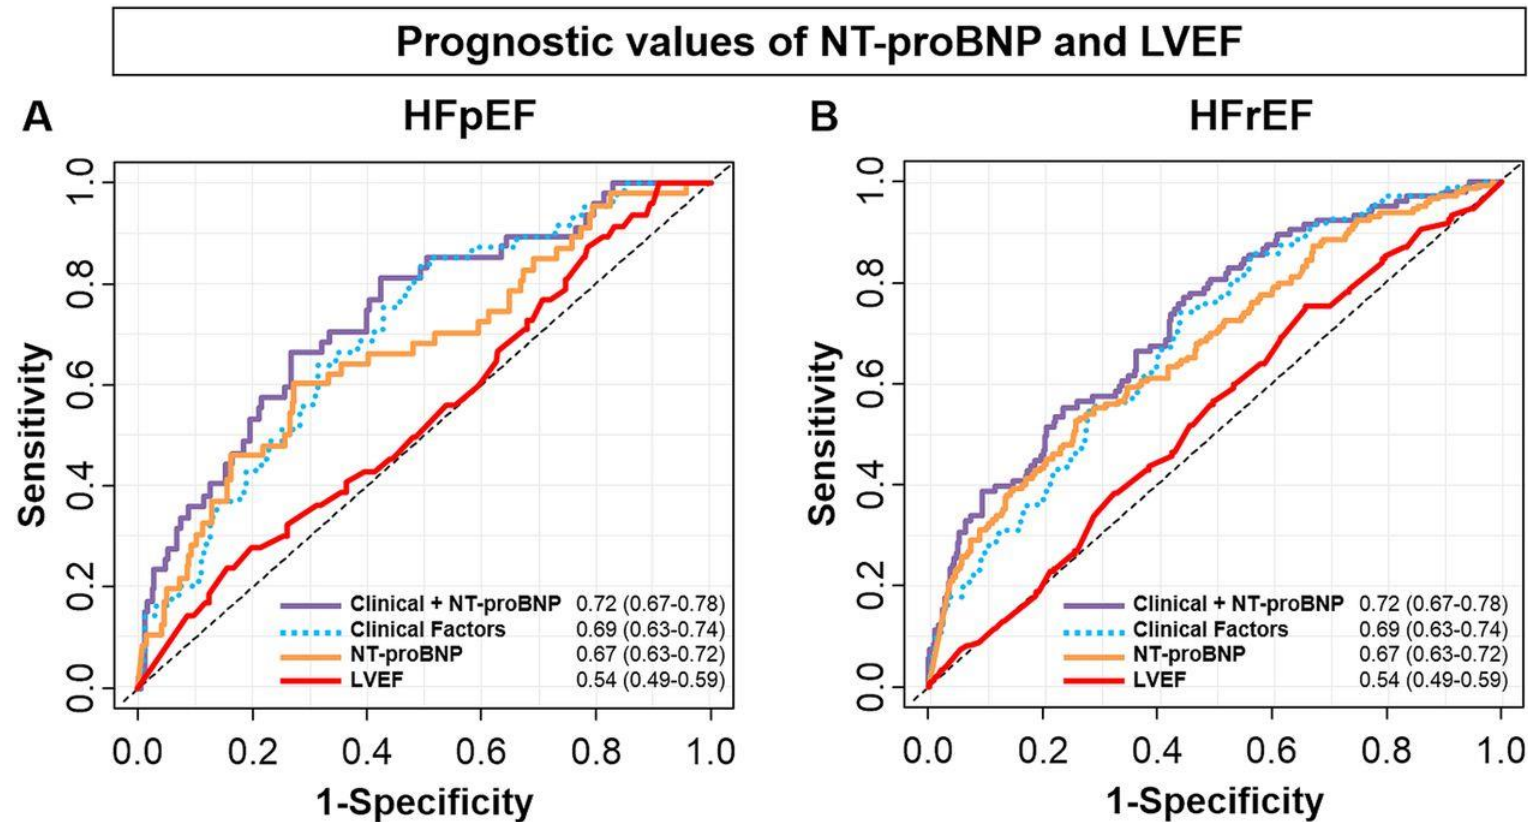 Prognostic values of NT-proBNP and LVEF
A
HFpEF
Sensitivity
1.0
0.8
0.6
0.4
0.2
0.0
Clinical + NT-proBNP 0.72 (0.67-0.78)
Clinical Factors 0.69 (0.63-0.74)
NT-proBNP 0.67 (0.63-0.72)
LVEF 0.54 (0.49-0.59)
0.0 0.2 0.4 0.6 0.8 1.0
1-Specificity
B
HFrEF
Sensitivity
1.0
0.8
0.6
0.4
0.2
0.0
Clinical + NT-proBNP 0.72 (0.67-0.78)
Clinical Factors 0.69 (0.63-0.74)
NT-proBNP 0.67 (0.63-0.72)
LVEF 0.54 (0.49-0.59)
0.0 0.2 0.4 0.6 0.8 1.0
1-Specificity